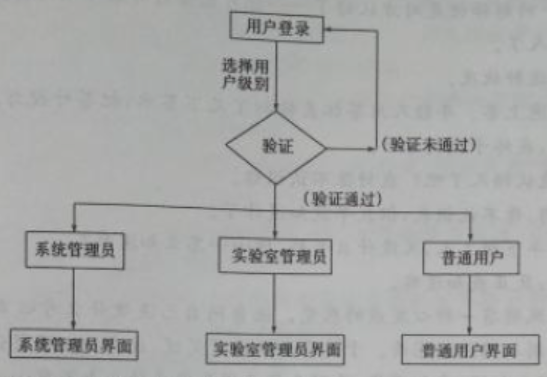 用户登录
选择用
户级别
验证
(验证未通过)
(验证通过)
系统管理员
实验室管理员
普通用户
系统管理员界面
实验室管理员界面
普通用户界面